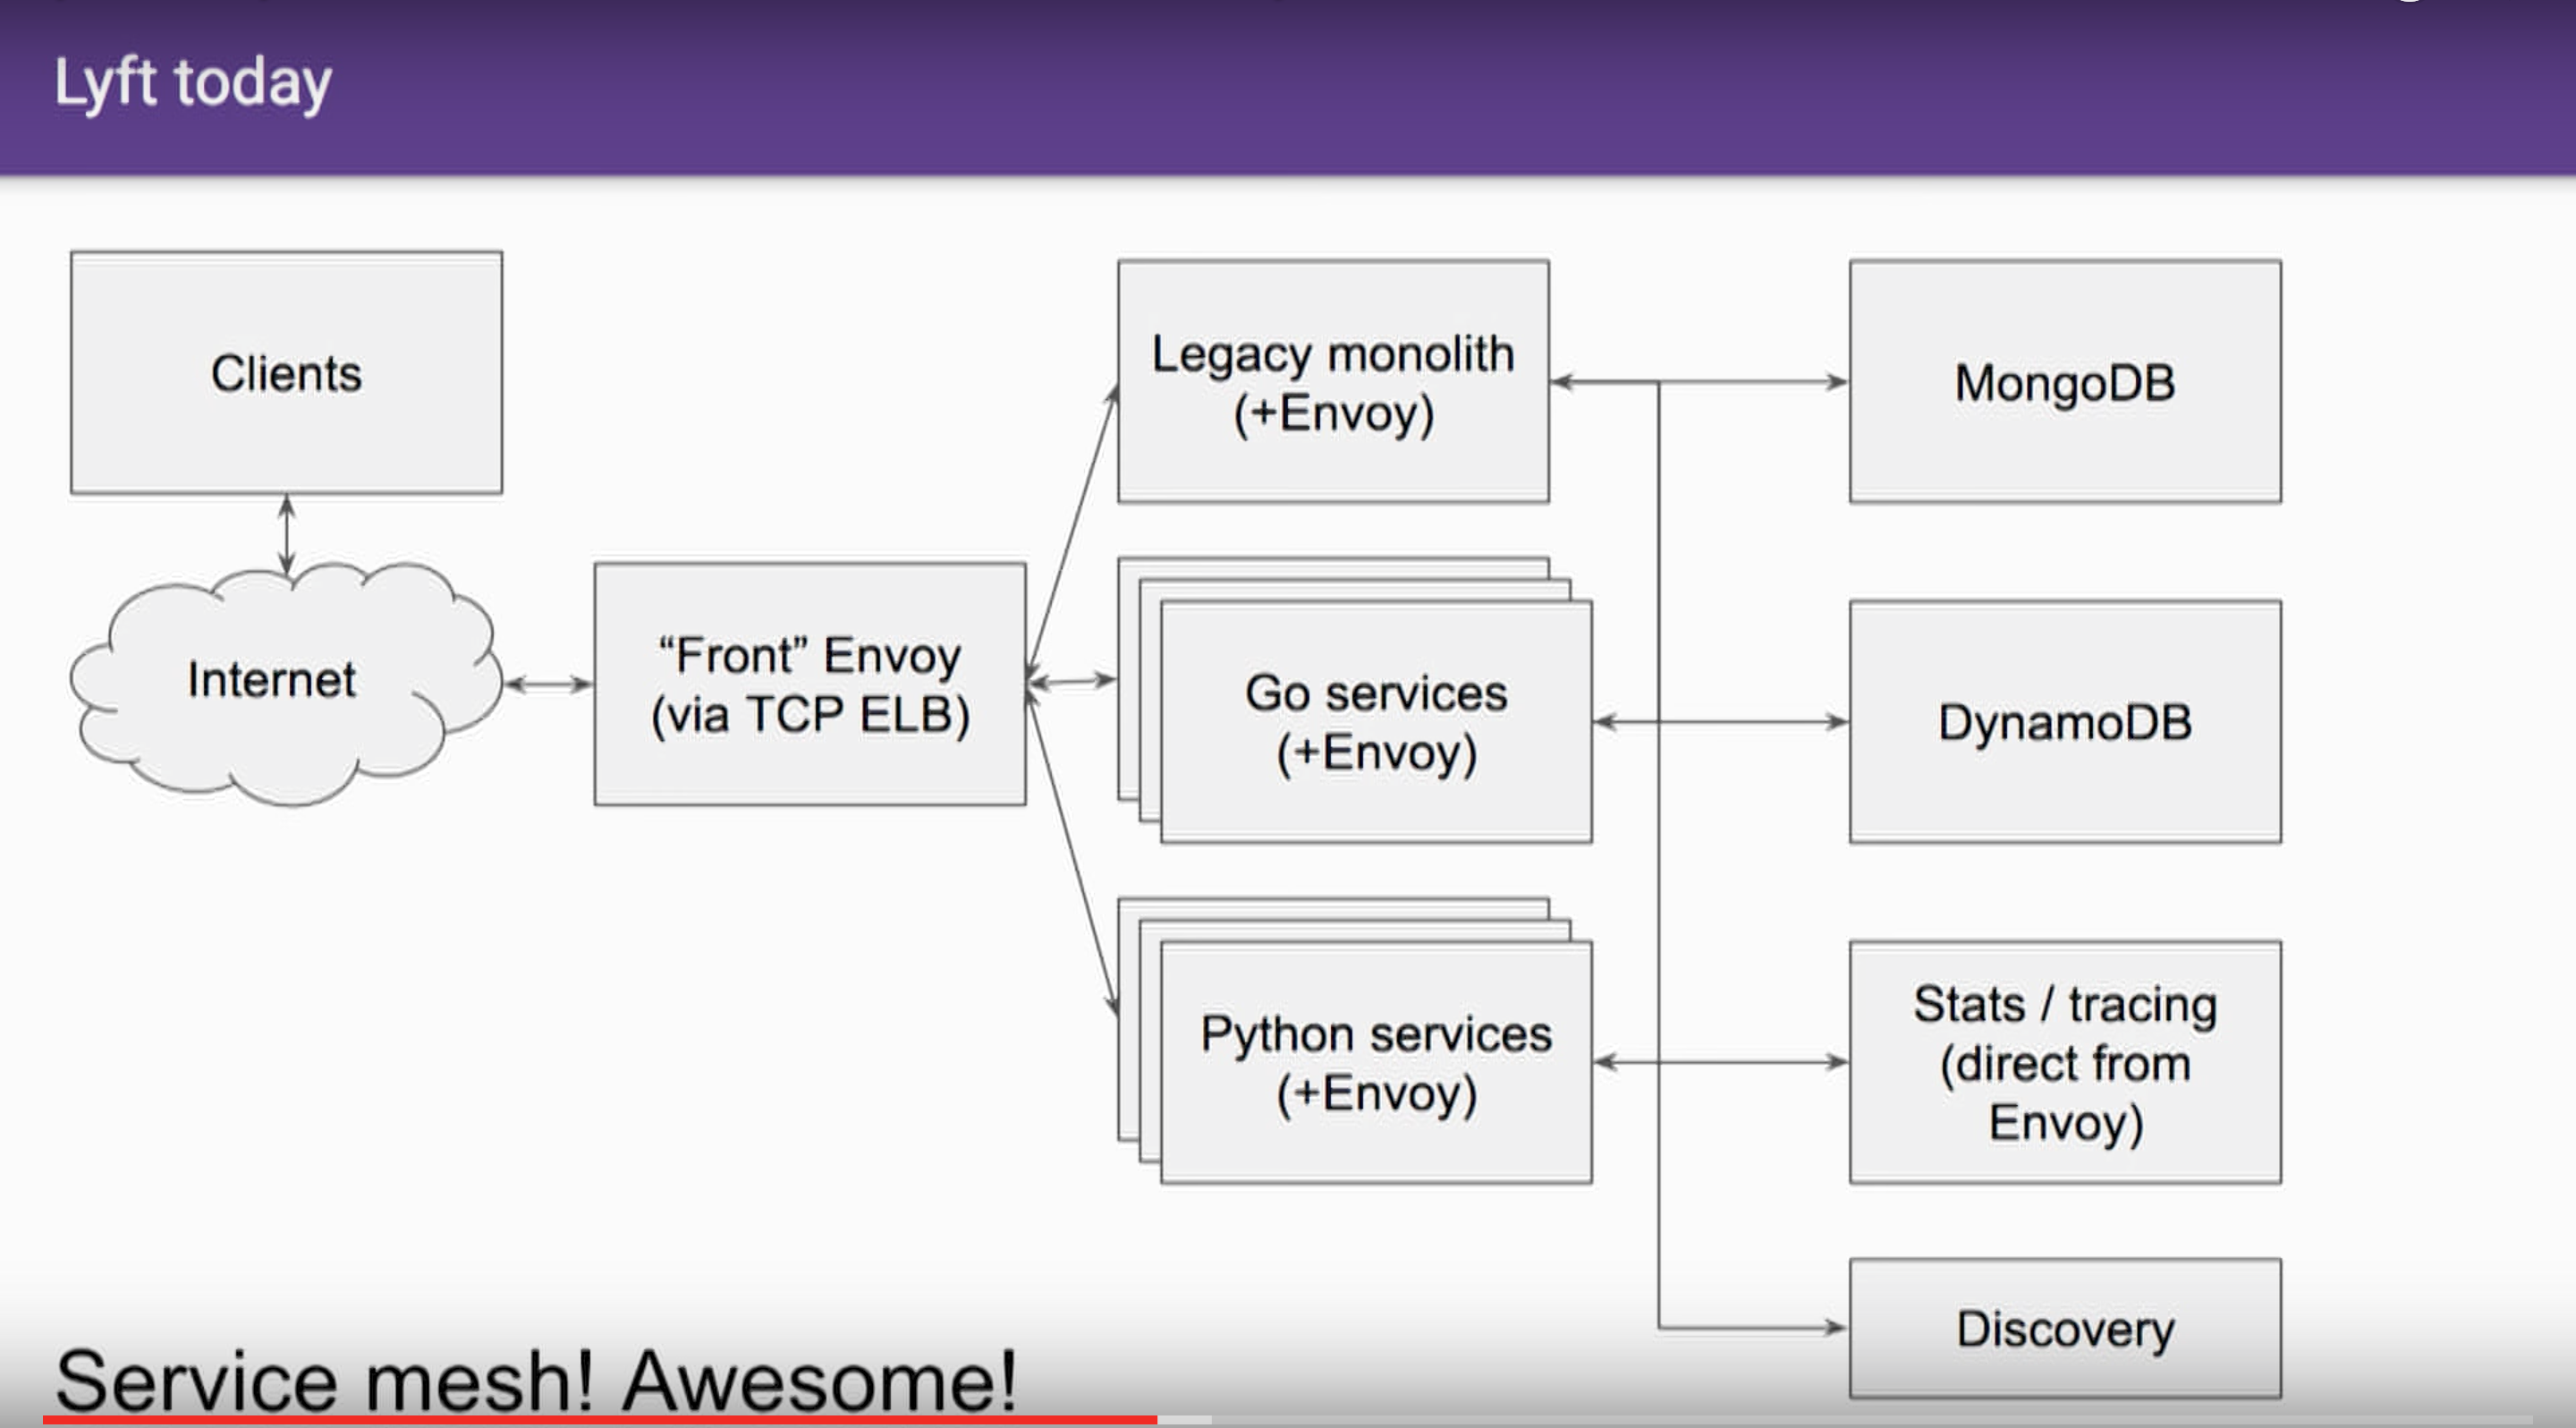 Lyft today
Clients
Internet
“Front” Envoy
(via TCP ELB)
Legacy monolith
(+Envoy)
Go services
(+Envoy)
Python services
(+Envoy)
MongoDB
DynamoDB
Stats / tracing
(direct from
Envoy)
Discovery
Service mesh! Awesome!